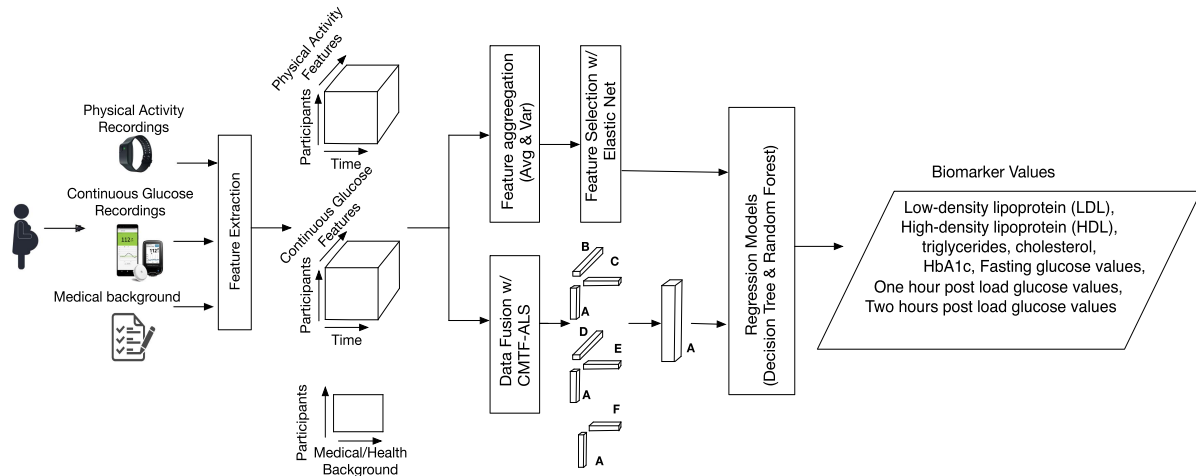 Physical Activity
Recordings
Continuous Glucose
Recordings
112
Medical background
Feature Extraction
Physical Activity
Features
Participants
Time
Continuous Glucose
Features
Participants
Time
Participants
Medical/Health
Background
Feature aggreegation
(Avg & Var)
Feature Selection w/
Elastic Net
Data Fusion w/
CMTF-ALS
B
C
A
D
E
A
F
A
A
Regression Models
(Decision Tree & Random Forest)
Biomarker Values
Low-density lipoprotein (LDL),
High-density lipoprotein (HDL),
triglycerides, cholesterol,
HbA1c, Fasting glucose values,
One hour post load glucose values,
Two hours post load glucose values